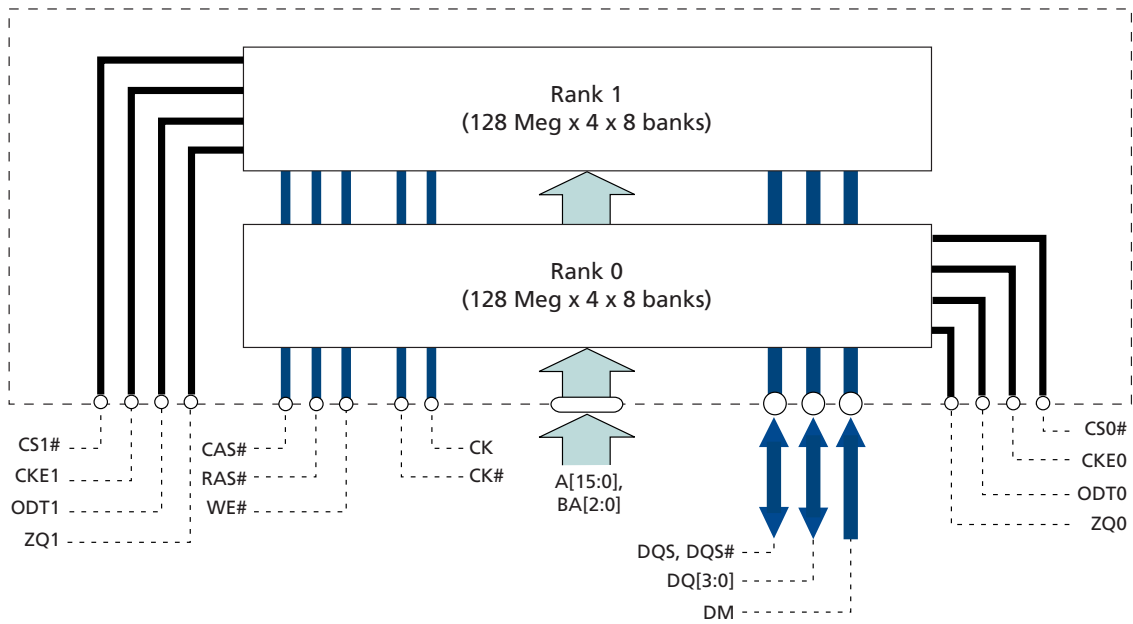 Rank 1
(128 Meg x 4 x 8 banks)
Rank 0
(128 Meg x 4 x 8 banks)
CS1#
CKE1
ODT1
ZQ1
CAS#
RAS#
WE#
CK
CK#
A[15:0],
BA[2:0]
DQS, DQS#
DQ[3:0]
DM
CS0#
CKE0
ODT0
ZQ0